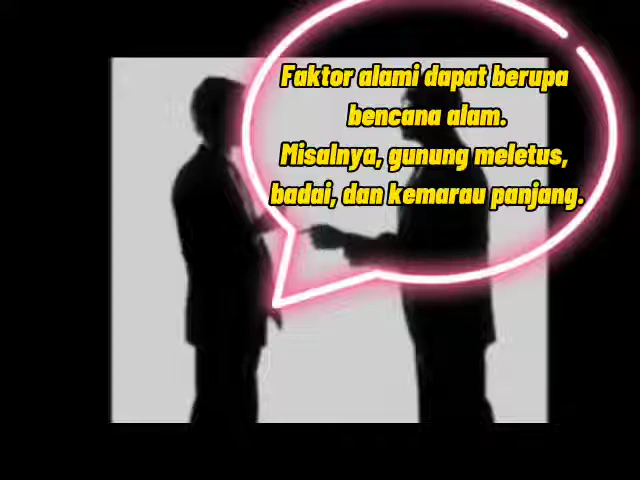 Faktor alami dapat berupa
bencana alam.
Misalnya, gunung meletus,
badai, dan kemarau panjang.